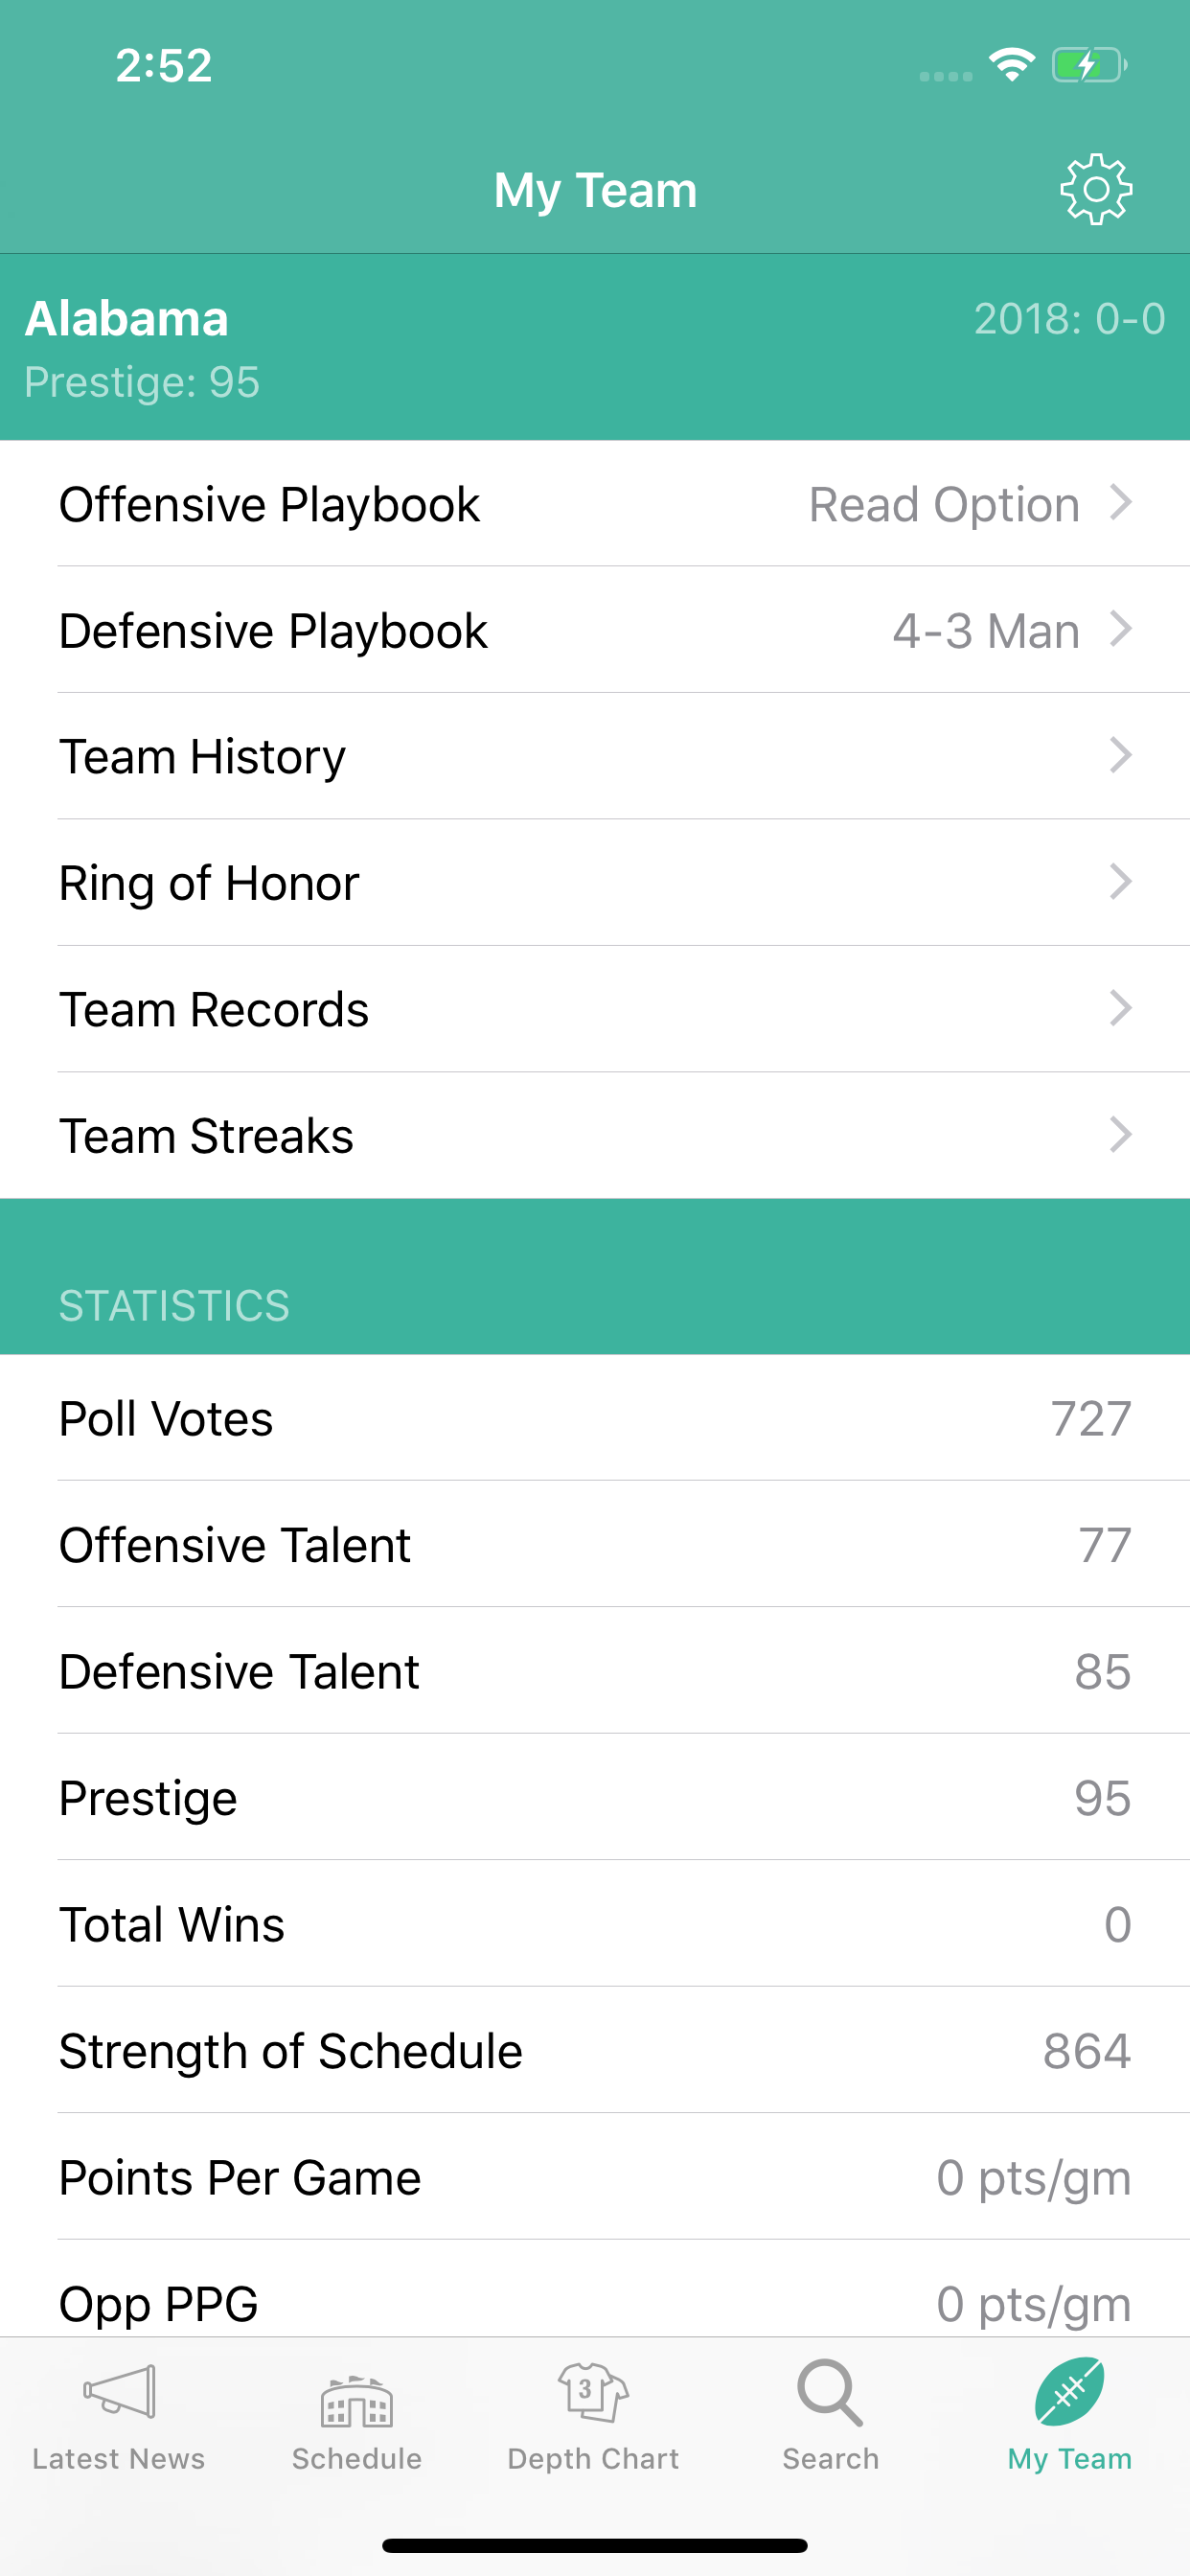 2:52
My Team
Alabama 2018: 0-0
Prestige: 95
Offensive Playbook Read Option
Defensive Playbook 4-3 Man
Team History
Ring of Honor
Team Records
Team Streaks
STATISTICS
Poll Votes 727
Offensive Talent 77
Defensive Talent 85
Prestige 95
Total Wins 0
Strength of Schedule 864
Points Per Game 0 pts/gm
Opp PPG 0 pts/gm
3
Latest News Schedule Depth Chart Search My Team